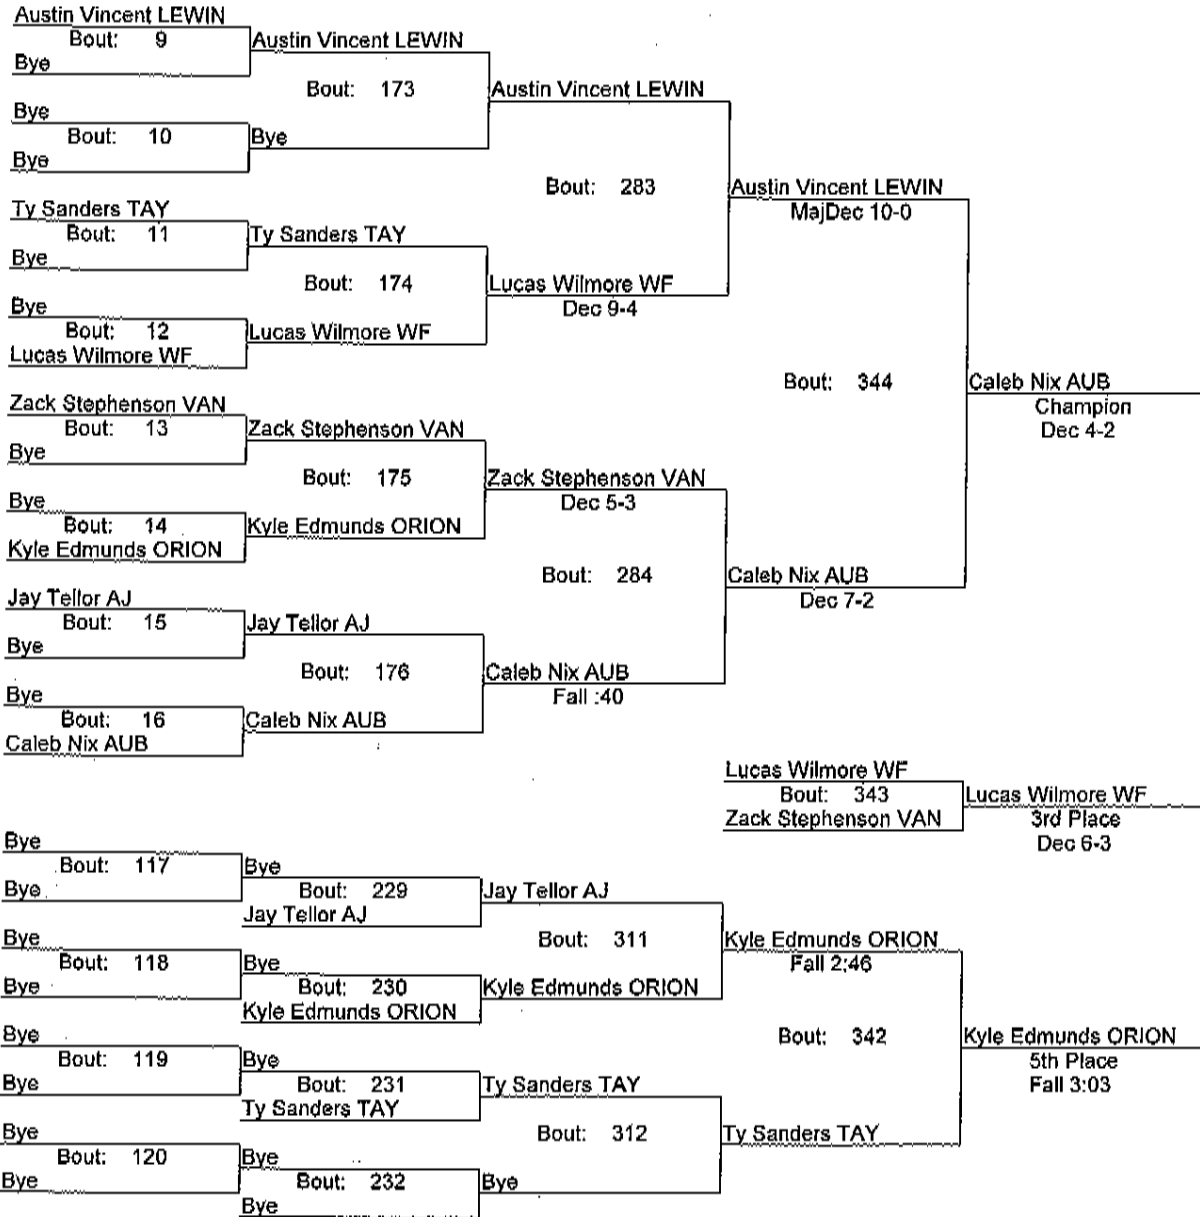 Austin Vincent LEWIN
Bout: 9
Bye
Austin Vincent LEWIN
Bout: 173
Austin Vincent LEWIN
Bye
Bout: 10
Bye
Bye
Bout: 283
Austin Vincent LEWIN
MajDec 10-0
Ty Sanders TAY
Bout: 11
Bye
Ty Sanders TAY
Bout: 174
Lucas Wilmore WF
Dec 9-4
Bye
Bout: 12
Lucas Wilmore WF
Lucas Wilmore WF
Bout: 344
Caleb Nix AUB
Champion
Dec 4-2
Zack Stephenson VAN
Bout: 13
Bye
Zack Stephenson VAN
Bout: 175
Zack Stephenson VAN
Dec 5-3
Bye
Bout: 14
Kyle Edmunds ORION
Kyle Edmunds ORION
Bout: 284
Caleb Nix AUB
Dec 7-2
Jay Tellor AJ
Bout: 15
Bye
Jay Tellor AJ
Bout: 176
Caleb Nix AUB
Fall :40
Bye
Bout: 16
Caleb Nix AUB
Caleb Nix AUB
Lucas Wilmore WF
Bout: 343
Zack Stephenson VAN
Lucas Wilmore WF
3rd Place
Dec 6-3
Bye
Bout: 117
Bye
Bye
Bout: 229
Jay Tellor AJ
Jay Tellor AJ
Bye
Bout: 118
Bye
Bye
Bout: 230
Kyle Edmunds ORION
Kyle Edmunds ORION
Bout: 311
Kyle Edmunds ORION
Fall 2:46
Bye
Bout: 119
Bye
Bye
Bout: 231
Ty Sanders TAY
Ty Sanders TAY
Bout: 342
Kyle Edmunds ORION
5th Place
Fall 3:03
Bye
Bout: 120
Bye
Bye
Bout: 232
Bye
Bye
Bout: 312
Ty Sanders TAY